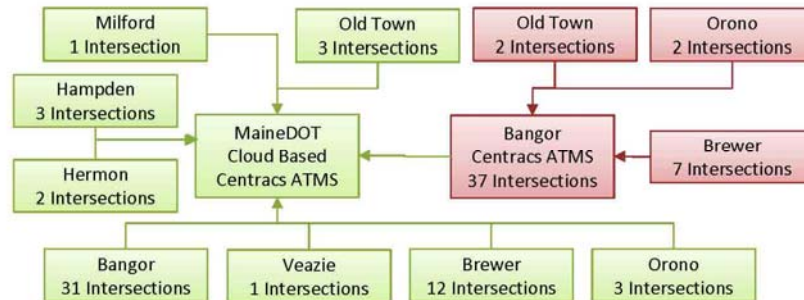 Milford
1 Intersection
Old Town
3 Intersections
Old Town
2 Intersections
Orono
2 Intersections
Hampden
3 Intersections
MaineDOT
Cloud Based
Centracs ATMS
Bangor
Centracs ATMS
37 Intersections
Brewer
7 Intersections
Hermon
2 Intersections
Bangor
31 Intersections
Veazie
1 Intersections
Brewer
12 Intersections
Orono
3 Intersections